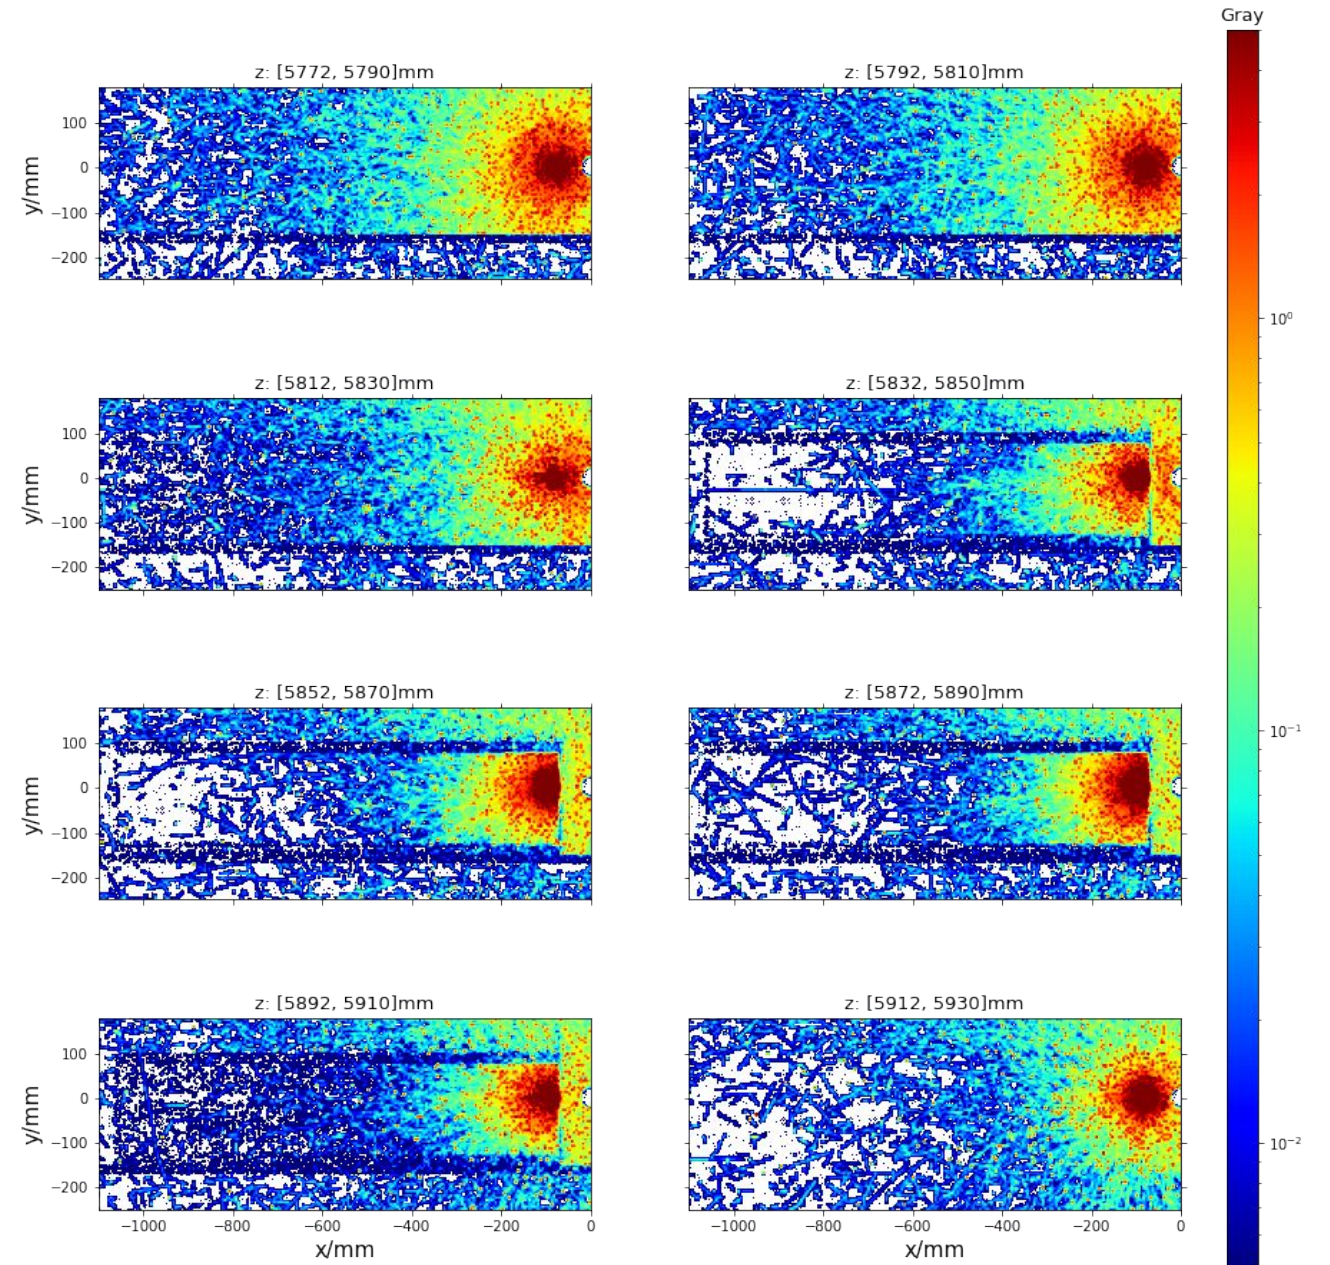 Gray
z: [5772, 5790]mm
z: [5792, 5810]mm
y/mm
100
0
−100
−200
10⁰
z: [5812, 5830]mm
z: [5832, 5850]mm
y/mm
100
0
−100
−200
z: [5852, 5870]mm
z: [5872, 5890]mm
y/mm
100
0
−100
−200
10⁻¹
z: [5892, 5910]mm
z: [5912, 5930]mm
y/mm
100
0
−100
−200
10⁻²
−1000 −800 −600 −400 −200 0
−1000 −800 −600 −400 −200 0
x/mm
x/mm